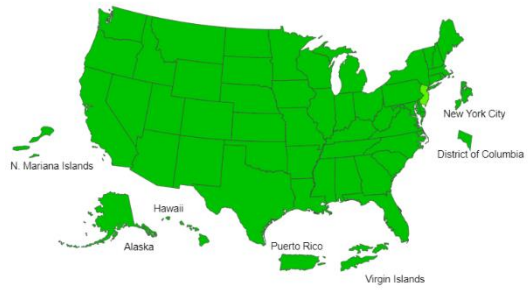 New York City
District of Columbia
N. Mariana Islands
Hawaii
Alaska
Puerto Rico
Virgin Islands